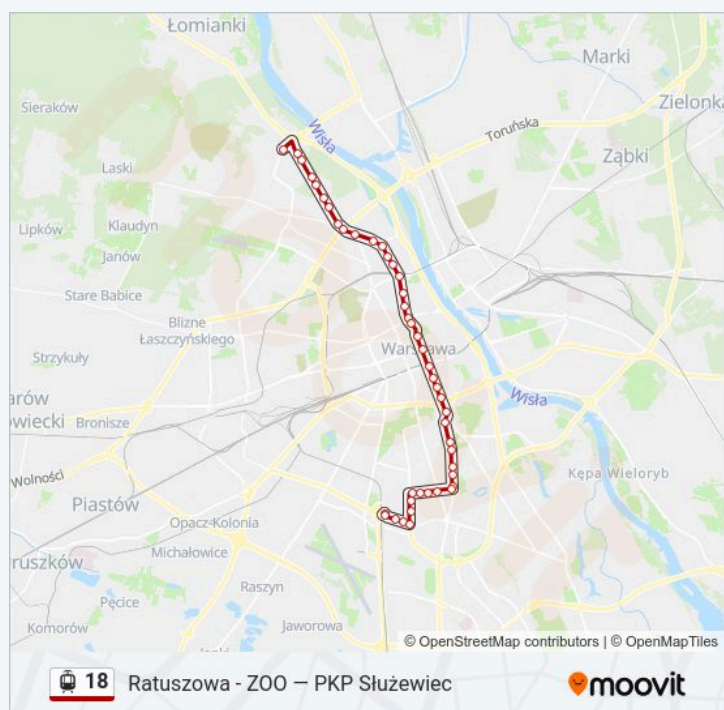 Łomianki
Marki
Sieraków
Wisła
Zielonka
Toruńska
Ząbki
Laski
Klaudyn
Lipków
Janów
Stare Babice
Blizne
Łaszczyńskiego
Warszawa
Strzykuły
arów
owiecki
Bronisze
Wisła
Wolności
Kępa Wieloryb
Piastów
Opacz-Kolonia
Michałowice
ruszków
Raszyn
Pęcice
Komorów
Jaworowa
© OpenStreetMap contributors | © OpenMapTiles
18 Ratuszowa - ZOO — PKP Służewiec
moovit